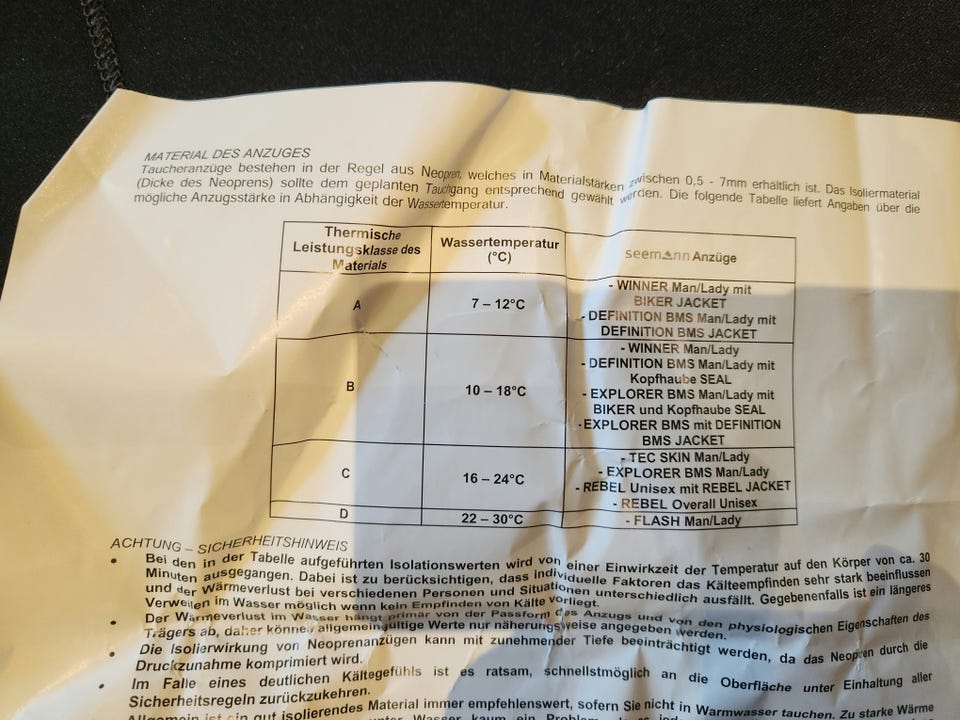 MATERIAL DES ANZUGES
Taucheranzüge bestehen in der Regel aus Neopren, welches in Materialstärken zwischen 0,5 - 7mm erhältlich ist. Das Isoliermaterial
(Dicke des Neoprens) sollte dem geplanten Tauchgang entsprechend gewählt werden. Die folgende Tabelle liefert Angaben über die
mögliche Anzugsstärke in Abhängigkeit der Wassertemperatur.
Thermische
Leistungsklasse des
Materials
Wassertemperatur
(°C)
seemann Anzüge
A
7 – 12°C
- WINNER Man/Lady mit
BIKER JACKET
- DEFINITION BMS Man/Lady mit
DEFINITION BMS JACKET
B
10 – 18°C
- WINNER Man/Lady
- DEFINITION BMS Man/Lady mit
Kopfhaube SEAL
- EXPLORER BMS Man/Lady mit
BIKER und Kopfhaube SEAL
- EXPLORER BMS mit DEFINITION
BMS JACKET
C
16 – 24°C
- TEC SKIN Man/Lady
- EXPLORER BMS Man/Lady
- REBEL Unisex mit REBEL JACKET
- REBEL Overall Unisex
D
22 – 30°C
- FLASH Man/Lady
ACHTUNG – SICHERHEITSHINWEIS
• Bei den in der Tabelle aufgeführten Isolationswerten wird von einer Einwirkzeit der Temperatur auf den Körper von ca. 30
Minuten ausgegangen. Dabei ist zu berücksichtigen, dass individuelle Faktoren das Kälteempfinden sehr stark beeinflussen
und der Wärmeverlust bei verschiedenen Personen und Situationen unterschiedlich ausfällt. Gegebenenfalls ist ein längeres
Verweilen im Wasser möglich wenn kein Empfinden von Kälte vorliegt.
• Der Wärmeverlust im Wasser hängt primär von der Passform des Anzugs und von den physiologischen Eigenschaften des
Trägers ab, daher können allgemeingültige Werte nur näherungsweise angegeben werden.
• Die Isolierwirkung von Neoprenanzügen kann mit zunehmender Tiefe beeinträchtigt werden, da das Neopren durch die
Druckzunahme komprimiert wird.
• Im Falle eines deutlichen Kältegefühls ist es ratsam, schnellstmöglich an die Oberfläche unter Einhaltung aller
Sicherheitsregeln zurückzukehren.
Allgemein ist ein gut isolierendes Material immer empfehlenswert, sofern Sie nicht in Warmwasser tauchen. Zu starke Wärme
unter Wasser kaum ein Problem